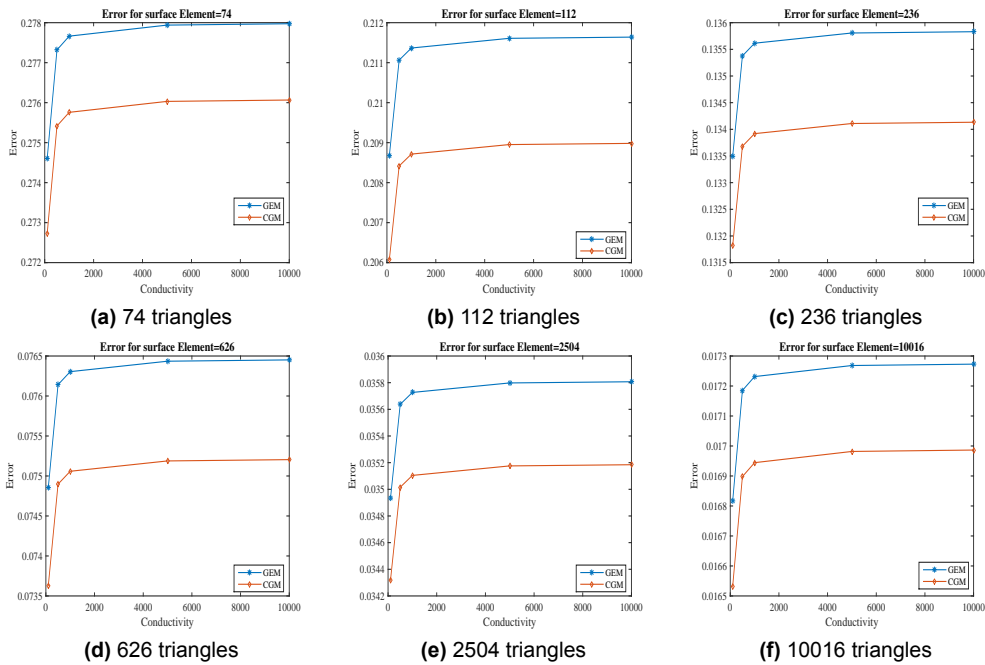 Error for surface Element=74
0.278
0.277
0.276
0.275
0.274
0.273
0.272
Error
GEM
CGM
0 2000 4000 6000 8000 10000
Conductivity
(a) 74 triangles
Error for surface Element=112
0.212
0.211
0.21
0.209
0.208
0.207
0.206
Error
GEM
CGM
0 2000 4000 6000 8000 10000
Conductivity
(b) 112 triangles
Error for surface Element=236
0.136
0.1355
0.135
0.1345
0.134
0.1335
0.133
0.1325
0.132
0.1315
Error
GEM
CGM
0 2000 4000 6000 8000 10000
Conductivity
(c) 236 triangles
Error for surface Element=626
0.0765
0.076
0.0755
0.075
0.0745
0.074
0.0735
Error
GEM
CGM
0 2000 4000 6000 8000 10000
Conductivity
(d) 626 triangles
Error for surface Element=2504
0.036
0.0358
0.0356
0.0354
0.0352
0.035
0.0348
0.0346
0.0344
0.0342
Error
GEM
CGM
0 2000 4000 6000 8000 10000
Conductivity
(e) 2504 triangles
Error for surface Element=10016
0.0173
0.0172
0.0171
0.017
0.0169
0.0168
0.0167
0.0166
0.0165
Error
GEM
CGM
0 2000 4000 6000 8000 10000
Conductivity
(f) 10016 triangles